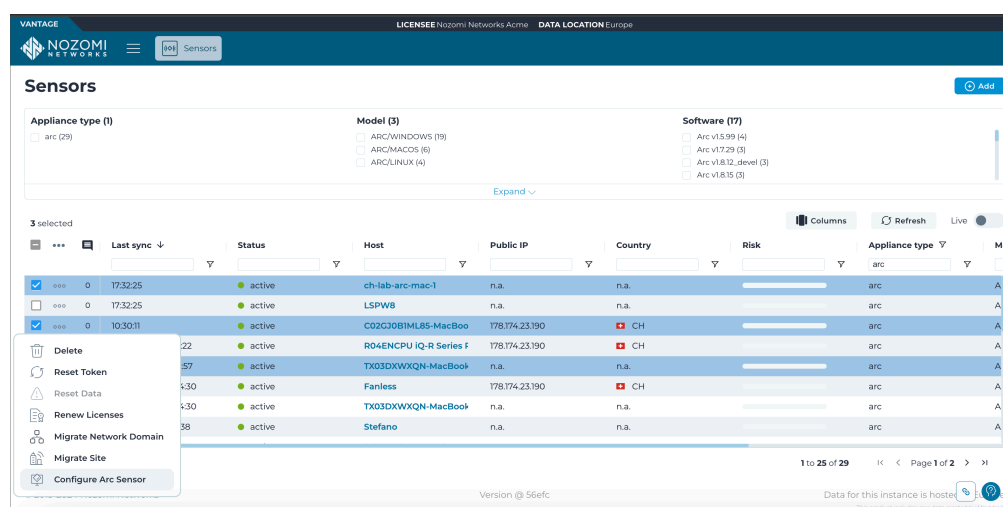 VANTAGE
LICENSEE Nozomi Networks Acme DATA LOCATION Europe
NOZOMI
NETWORKS
Sensors
Sensors
Add
Appliance type (1)
arc (29)
Model (3)
ARC/WINDOWS (19)
ARC/MACOS (6)
ARC/LINUX (4)
Software (17)
Arc v1.5.99 (4)
Arc v1.7.29 (3)
Arc v1.8.12_devel (3)
Arc v1.8.15 (3)
Expand
3 selected
Columns Refresh Live
Last sync Status Host Public IP Country Risk Appliance type M
arc
0 17:32:25 active ch-lab-arc-mac-1 n.a. n.a. arc A
0 17:32:25 active LSPW8 n.a. n.a. arc A
0 10:30:11 active C02GJ0B1ML85-MacBoo 178.174.23.190 CH arc A
:22 active R04ENCPU iQ-R Series F 178.174.23.190 CH arc A
:57 active TX03DXWXQN-MacBook n.a. n.a. arc A
4:30 active Fanless 178.174.23.190 CH arc A
4:30 active TX03DXWXQN-MacBook n.a. n.a. arc A
38 active Stefano n.a. n.a. arc A
Delete
Reset Token
Reset Data
Renew Licenses
Migrate Network Domain
Migrate Site
Configure Arc Sensor
1 to 25 of 29 Page 1 of 2
Version @ 56efc
Data for this instance is hosted